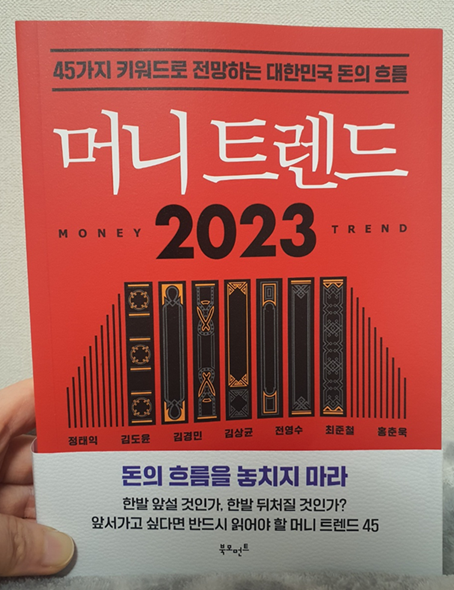 45가지 키워드로 전망하는 대한민국 돈의 흐름
머니 트렌드
MONEY 2023 TREND
정태익 김도윤 김경민 김상균 전영수 최준철 홍춘욱
돈의 흐름을 놓치지 마라
한발 앞설 것인가, 한발 뒤처질 것인가?
앞서가고 싶다면 반드시 읽어야 할 머니 트렌드 45
북모먼트